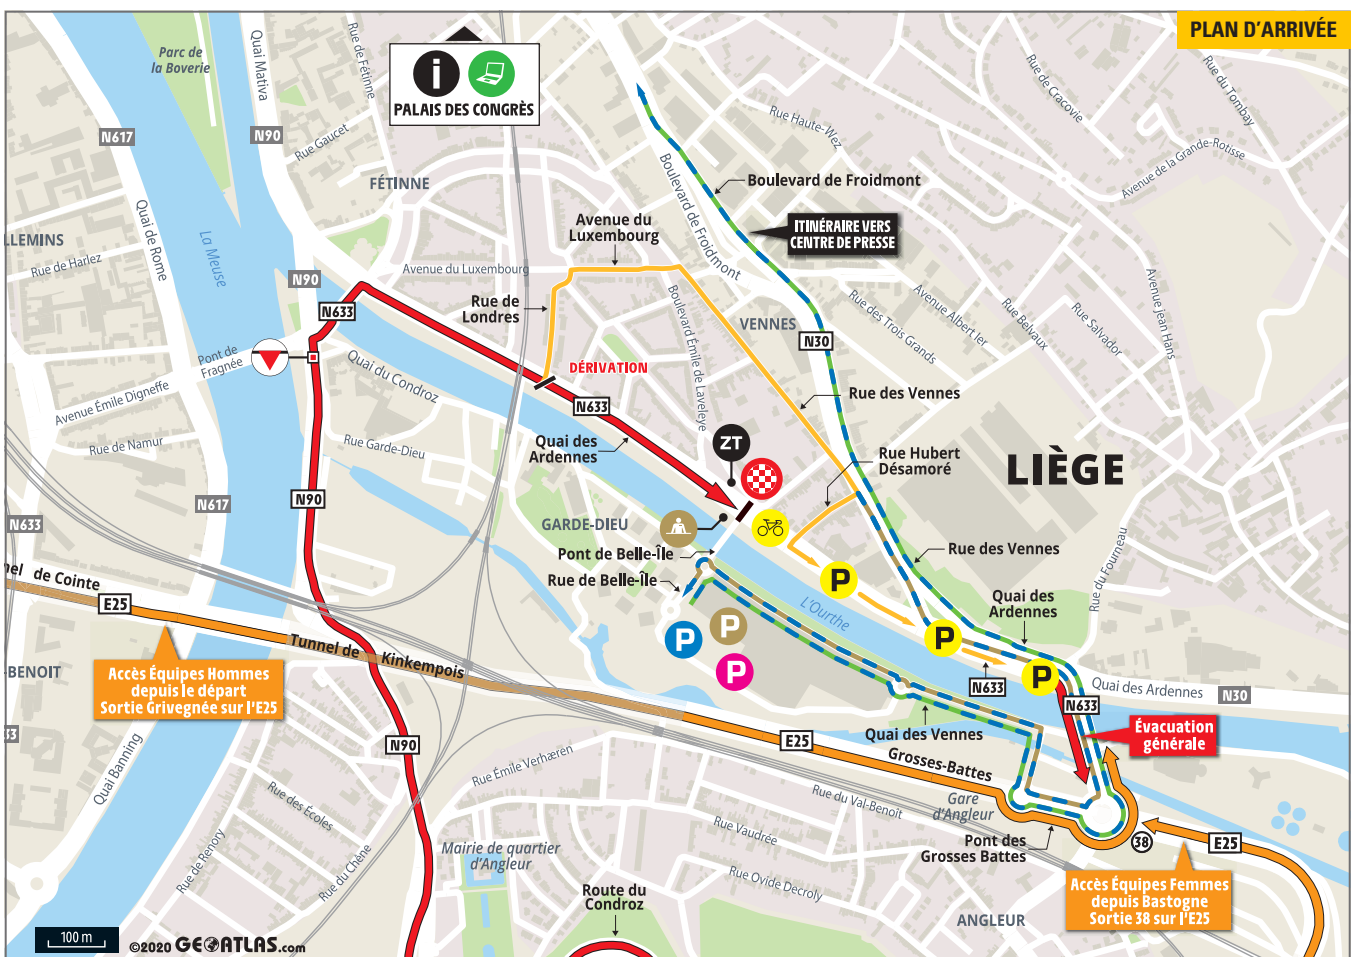 PLAN D'ARRIVÉE
Parc de
la Boverie
Quai Mativa
Rue de Fétinne
i
PALAIS DES CONGRÈS
N617
N90
Rue Gaucet
FÉTINNE
Rue Haute-Wez
Rue de Cracovie
Rue du Tombay
Avenue de la Grande-Rotisse
Boulevard de Froidmont
Boulevard de Froidmont
ITINÉRAIRE VERS
CENTRE DE PRESSE
Avenue du
Luxembourg
LLEMINS
Rue de Harlez
Quai de Rome
La Meuse
N90
Avenue du Luxembourg
Rue de
Londres
N633
Boulevard Émile de Laveleye
VENNES
N30
Rue des Trois Grands
Avenue Albert Ier
Rue Belvaux
Rue Salvador
Avenue Jean Hans
Pont de
Fragnée
Quai du Condroz
DÉRIVATION
N633
Avenue Émile Digneffe
Rue de Namur
Rue Garde-Dieu
Quai des
Ardennes
ZT
Rue des Vennes
Rue Hubert
Désamoré
LIÈGE
N617
N90
N633
GARDE-DIEU
Pont de Belle-Île
Rue de Belle-Île
Rue des Vennes
Rue du Fourneau
nel de Cointe
E25
P
L'Ourthe
Quai des
Ardennes
Tunnel de Kinkempois
P
P
P
P
P
N633
Quai des Ardennes
N30
N633
-BENOIT
Accès Équipes Hommes
depuis le départ
Sortie Grivegnée sur l'E25
33
N90
E25
Quai des Vennes
Évacuation
générale
Grosses-Battes
Quai Banning
Rue Émile Verhæren
Rue du Val-Benoit
Gare
d'Angleur
Rue des Écoles
Rue de Renory
Rue du Chêne
Mairie de quartier
d'Angleur
Rue Vaudrée
Pont des
Grosses Battes
38
E25
Rue Ovide Decroly
Route du
Condroz
Accès Équipes Femmes
depuis Bastogne
Sortie 38 sur l'E25
ANGLEUR
100 m
©2020 GEOATLAS.com